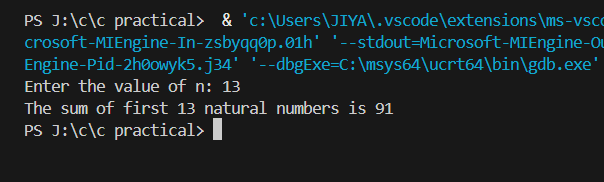 PS J:\c\c practical>  & 'c:\Users\JIYA\.vscode\extensions\ms-vsc
crosoft-MIEngine-In-zsbyqq0p.01h' '--stdout=Microsoft-MIEngine-Ou
Engine-Pid-2h0owyk5.j34' '--dbgExe=C:\msys64\ucrt64\bin\gdb.exe'
Enter the value of n: 13
The sum of first 13 natural numbers is 91
PS J:\c\c practical>